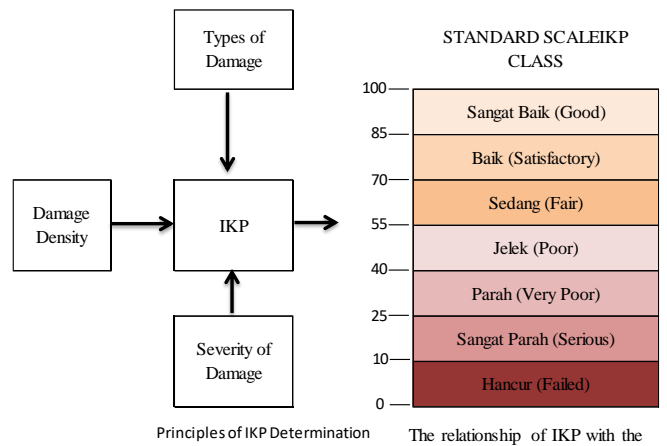 Types of
Damage
Damage
Density
IKP
Severity of
Damage
Principles of IKP Determination
STANDARD SCALEIKP
CLASS
100
Sangat Baik (Good)
85
Baik (Satisfactory)
70
Sedang (Fair)
55
Jelek (Poor)
40
Parah (Very Poor)
25
Sangat Parah (Serious)
10
Hancur (Failed)
0
The relationship of IKP with the